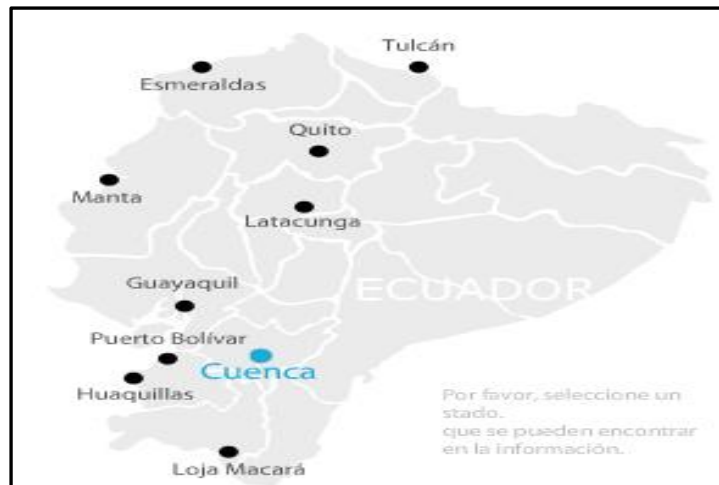 Tulcán
Esmeraldas
Quito
Manta
Latacunga
Guayaquil
ECUADOR
Puerto Bolívar
Cuenca
Huaquillas
Por favor, seleccione un
stado.
que se pueden encontrar
en la información.
Loja Macará